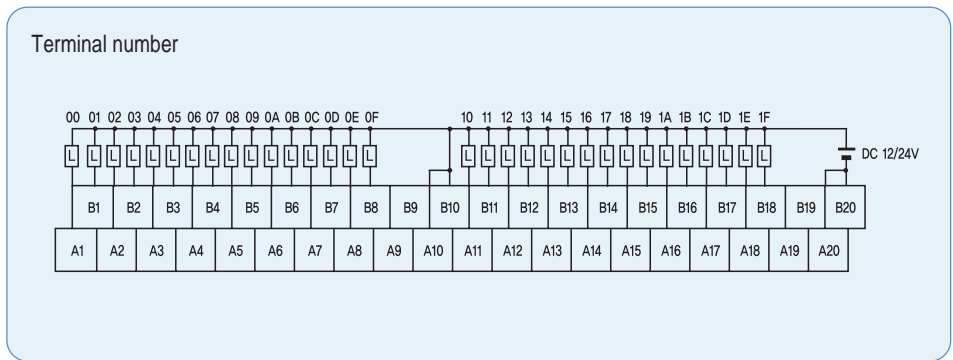 Terminal number
00 01 02 03 04 05 06 07 08 09 0A 0B 0C 0D 0E 0F 10 11 12 13 14 15 16 17 18 19 1A 1B 1C 1D 1E 1F
L L L L L L L L L L L L L L L L L L L L L L L L L L L L L L L L DC 12/24V
B1 B2 B3 B4 B5 B6 B7 B8 B9 B10 B11 B12 B13 B14 B15 B16 B17 B18 B19 B20
A1 A2 A3 A4 A5 A6 A7 A8 A9 A10 A11 A12 A13 A14 A15 A16 A17 A18 A19 A20